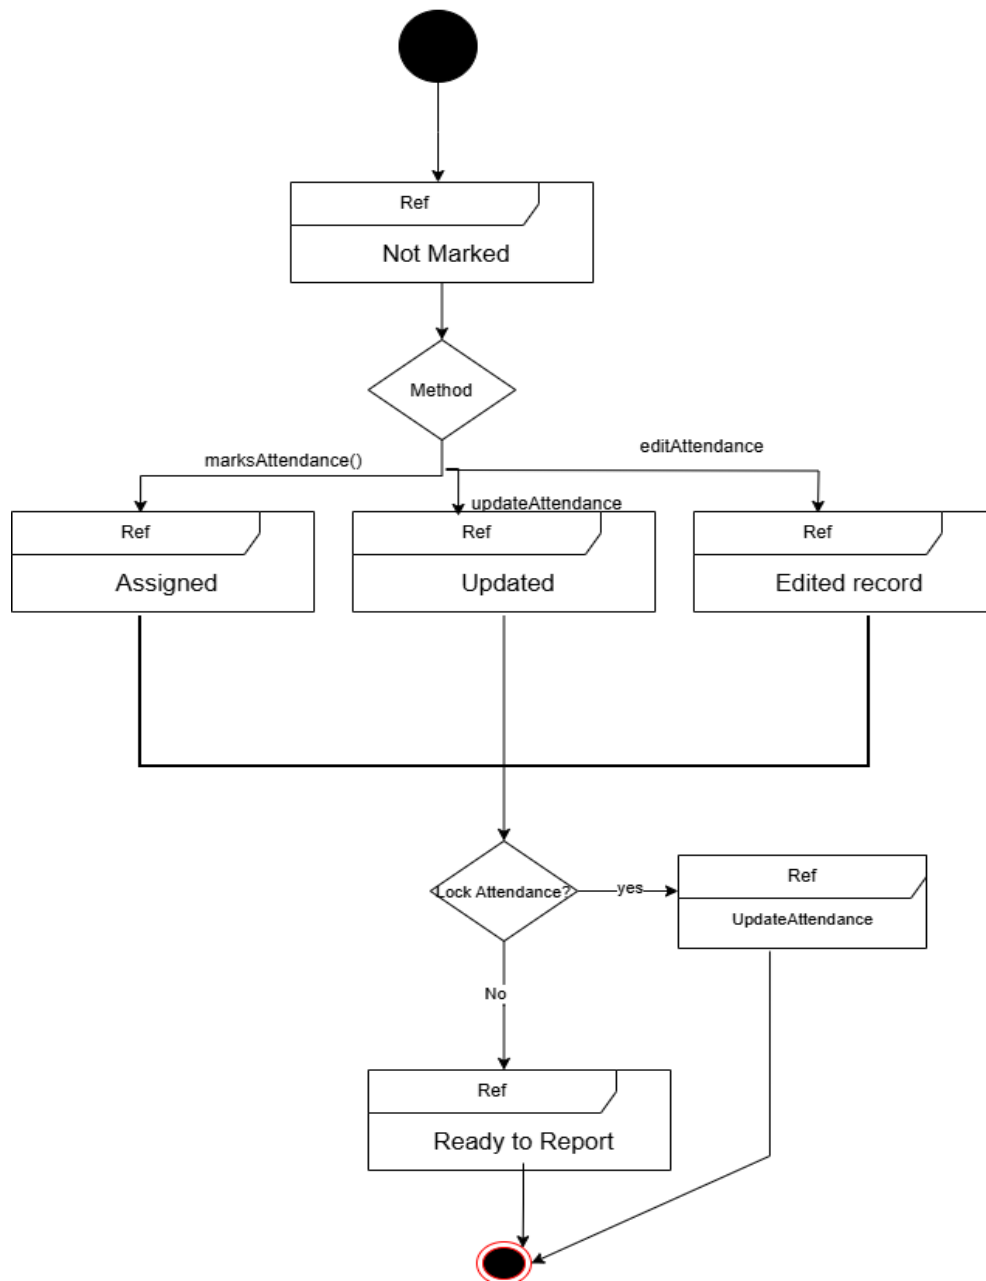 Ref
Not Marked
Method
editAttendance
marksAttendance()
updateAttendance
Ref
Assigned
Ref
Updated
Ref
Edited record
Lock Attendance?
yes
Ref
UpdateAttendance
No
Ref
Ready to Report